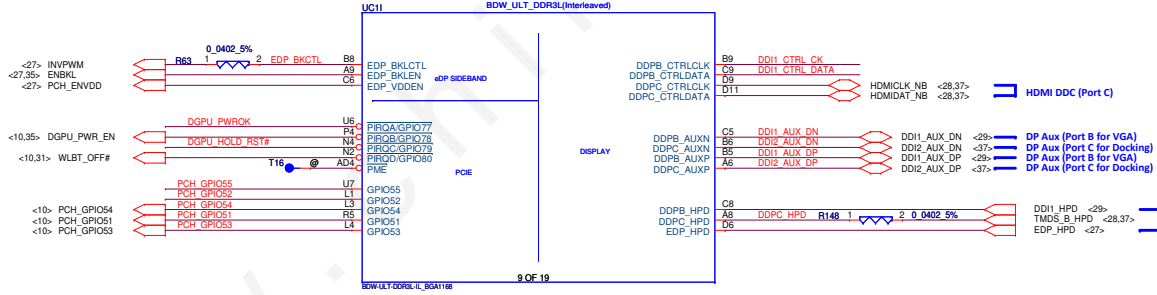 UC1I
BDW_ULT_DDR3L(Interleaved)
<27> INVPWM R63 1 0_0402_5% 2 EDP_BKCTL B8 EDP_BKLCTL
<27,35> ENBKL A9 EDP_BKLEN
<27> PCH_ENVDD C6 EDP_VDDEN
eDP SIDEBAND
DDPB_CTRLCLK B9 DDI1_CTRL_CK
DDPB_CTRLDATA C9 DDI1_CTRL_DATA
DDPC_CTRLCLK D9 HDMICLK_NB <28,37>
DDPC_CTRLDATA D11 HDMIDAT_NB <28,37>
HDMI DDC (Port C)
DGPU_PWROK U6 PIRQA/GPIO77
<10,35> DGPU_PWR_EN P4 PIRQB/GPIO78
DGPU_HOLD_RST# N4 PIRQC/GPIO79
<10,31> WLBT_OFF# N2 PIRQD/GPIO80
T16 @ AD4 PME
DISPLAY
PCIE
DDPB_AUXN C5 DDI1_AUX_DN DDI1_AUX_DN <29> DP Aux (Port B for VGA)
DDPC_AUXN B6 DDI2_AUX_DN DDI2_AUX_DN <37> DP Aux (Port C for Docking)
DDPB_AUXP B5 DDI1_AUX_DP DDI1_AUX_DP <29> DP Aux (Port B for VGA)
DDPC_AUXP A6 DDI2_AUX_DP DDI2_AUX_DP <37> DP Aux (Port C for Docking)
PCH_GPIO55 U7 GPIO55
PCH_GPIO52 L1 GPIO52
<10> PCH_GPIO54 PCH_GPIO54 L3 GPIO54
<10> PCH_GPIO51 PCH_GPIO51 R5 GPIO51
<10> PCH_GPIO53 PCH_GPIO53 L4 GPIO53
DDPB_HPD C8 DDI1_HPD <29>
DDPC_HPD A8 DDPC_HPD R148 1 2 0_0402_5% TMDS_B_HPD <28,37>
EDP_HPD D6 EDP_HPD <27>
9 OF 19
BDW-ULT-DDR3L-IL_BGA1168